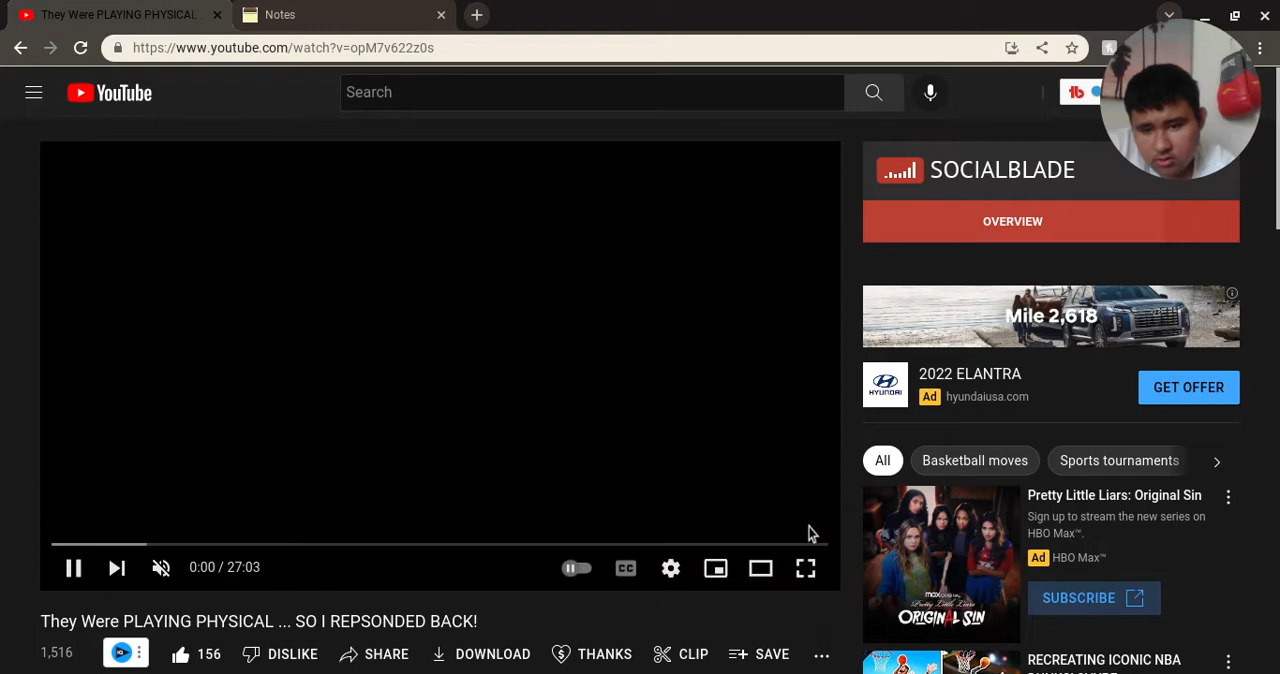 They Were PLAYING PHYSICAL
Notes
https://www.youtube.com/watch?v=opM7v622z0s
YouTube
Search
SOCIALBLADE
OVERVIEW
Mile 2,618
2022 ELANTRA
HYUNDAI
Ad hyundaiusa.com
GET OFFER
All
Basketball moves
Sports tournaments
Pretty Little Liars: Original Sin
Sign up to stream the new series on
HBO Max™.
Ad HBO Max™
SUBSCRIBE
max ORIGINAL
Pretty Little Liars
ORIGINAL SIN
0:00 / 27:03
CC
They Were PLAYING PHYSICAL ... SO I REPSONDED BACK!
1,516
156
DISLIKE
SHARE
DOWNLOAD
THANKS
CLIP
SAVE
RECREATING ICONIC NBA